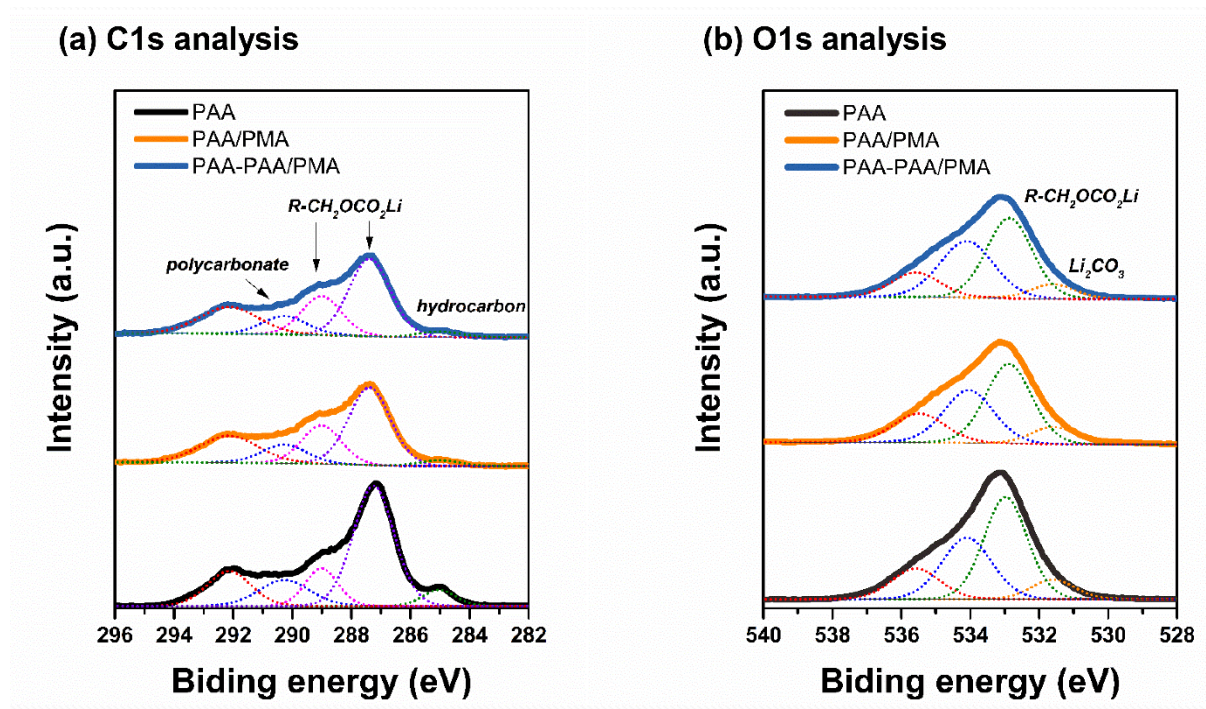 (a) C1s analysis
PAA
PAA/PMA
PAA-PAA/PMA
R-CH₂OCO₂Li
polycarbonate
hydrocarbon
Intensity (a.u.)
296 294 292 290 288 286 284 282
Biding energy (eV)
(b) O1s analysis
PAA
PAA/PMA
PAA-PAA/PMA
R-CH₂OCO₂Li
Li₂CO₃
Intensity (a.u.)
540 538 536 534 532 530 528
Biding energy (eV)